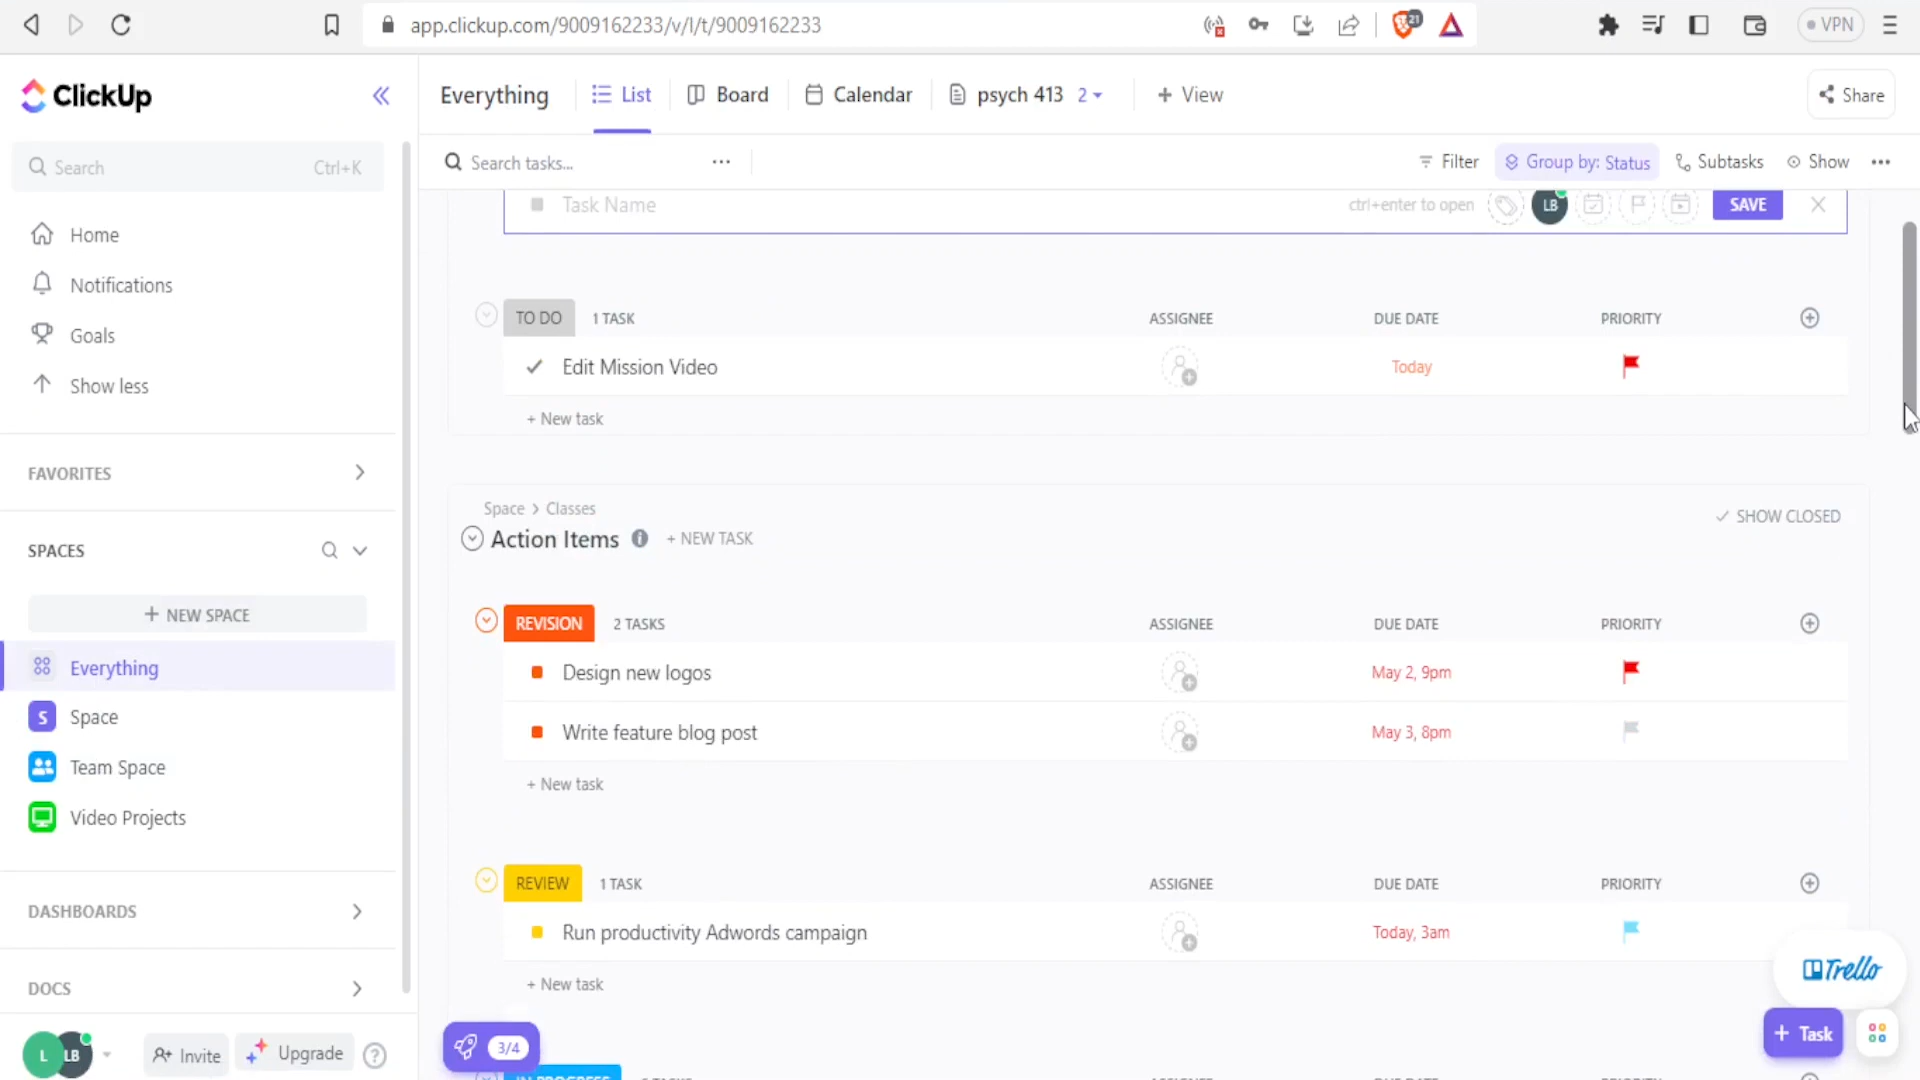 app.clickup.com/9009162233/v/l/t/9009162233
21
VPN
ClickUp
Everything
List
Board
Calendar
psych 413 2
+ View
Share
Search Ctrl+K
Search tasks...
Filter
Group by: Status
Subtasks
Show
Task Name
ctrl+enter to open
LB
SAVE
Home
Notifications
Goals
Show less
FAVORITES
SPACES
+ NEW SPACE
Everything
S Space
Team Space
Video Projects
DASHBOARDS
DOCS
L LB
Invite
Upgrade
?
TO DO 1 TASK ASSIGNEE DUE DATE PRIORITY
Edit Mission Video Today
+ New task
Space > Classes
SHOW CLOSED
Action Items + NEW TASK
REVISION 2 TASKS ASSIGNEE DUE DATE PRIORITY
Design new logos May 2, 9pm
Write feature blog post May 3, 8pm
+ New task
REVIEW 1 TASK ASSIGNEE DUE DATE PRIORITY
Run productivity Adwords campaign Today, 3am
+ New task
Trello
3/4
+ Task
IN PROGRESS